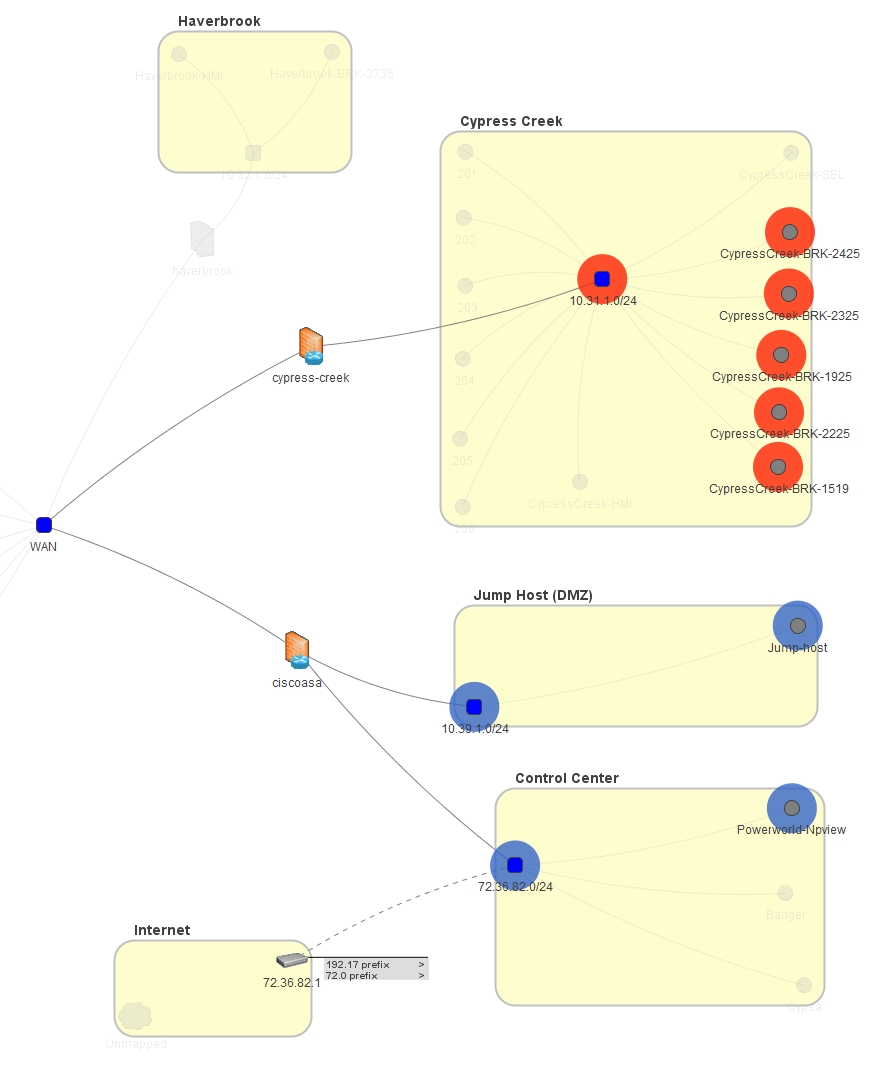 Haverbrook
Haverbrook-HMI
Haverbrook-BRK-3735
10.32.1.0/24
haverbrook
Cypress Creek
.201
CypressCreek-SEL
.202
CypressCreek-BRK-2425
10.31.1.0/24
.203
CypressCreek-BRK-2325
cypress-creek
.204
CypressCreek-BRK-1925
CypressCreek-BRK-2225
.205
CypressCreek-BRK-1519
CypressCreek-HMI
.206
WAN
Jump Host (DMZ)
Jump-host
ciscoasa
10.39.1.0/24
Control Center
Powerworld-Npview
72.36.82.0/24
Badger
Internet
192.17 prefix >
72.0 prefix >
72.36.82.1
Cypsa
Unmapped